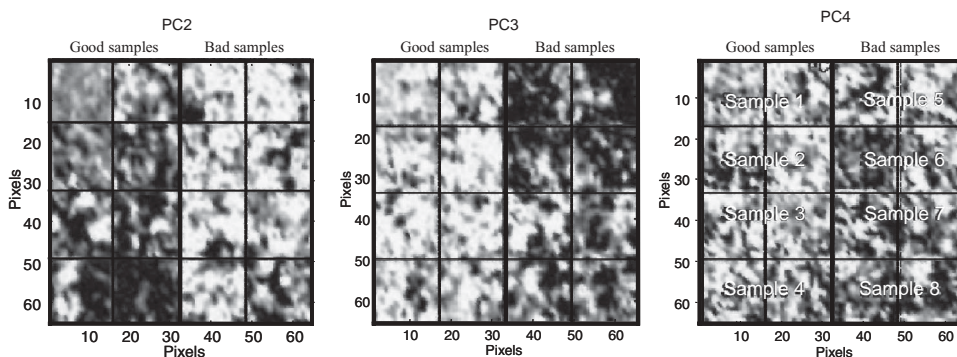 PC2
Good samples Bad samples
10
20
30
40
50
60
Pixels
10 20 30 40 50 60
Pixels
PC3
Good samples Bad samples
10
20
30
40
50
60
Pixels
10 20 30 40 50 60
Pixels
PC4
Good samples Bad samples
Sample 1 Sample 5
Sample 2 Sample 6
Sample 3 Sample 7
Sample 4 Sample 8
10
20
30
40
50
60
Pixels
10 20 30 40 50 60
Pixels